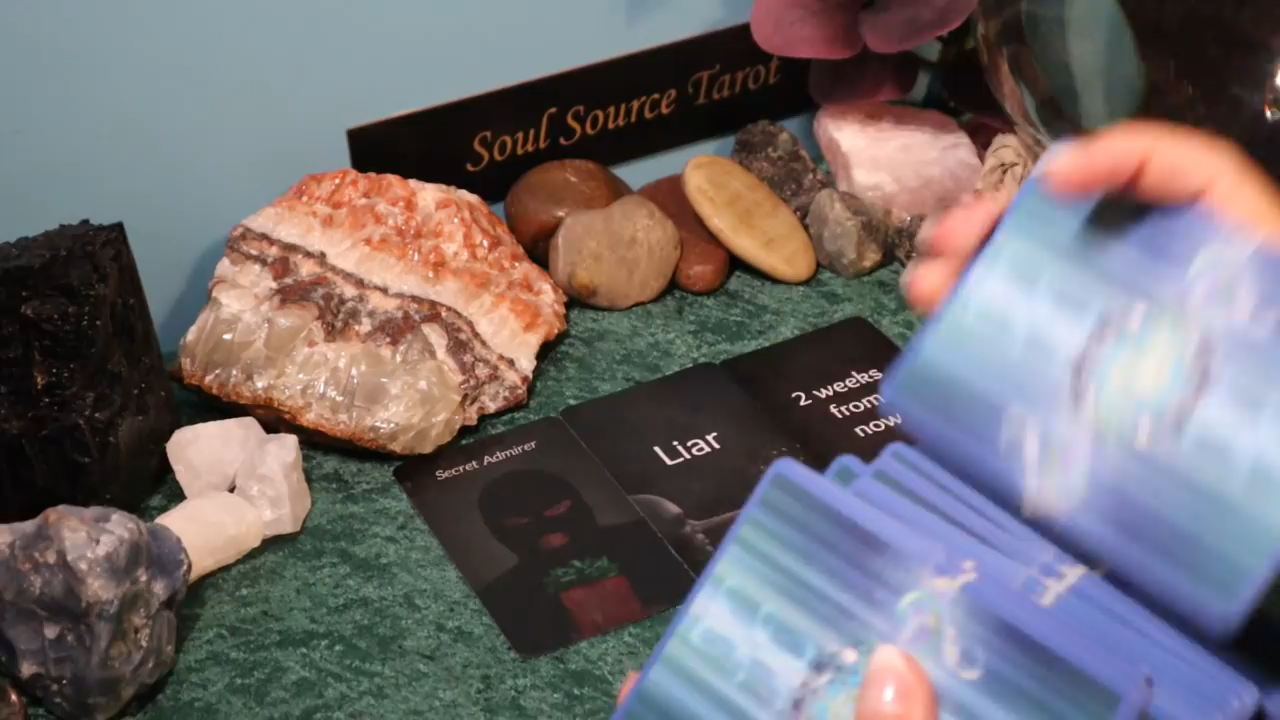 Soul Source Tarot
Secret Admirer
Liar
2 weeks
from
now